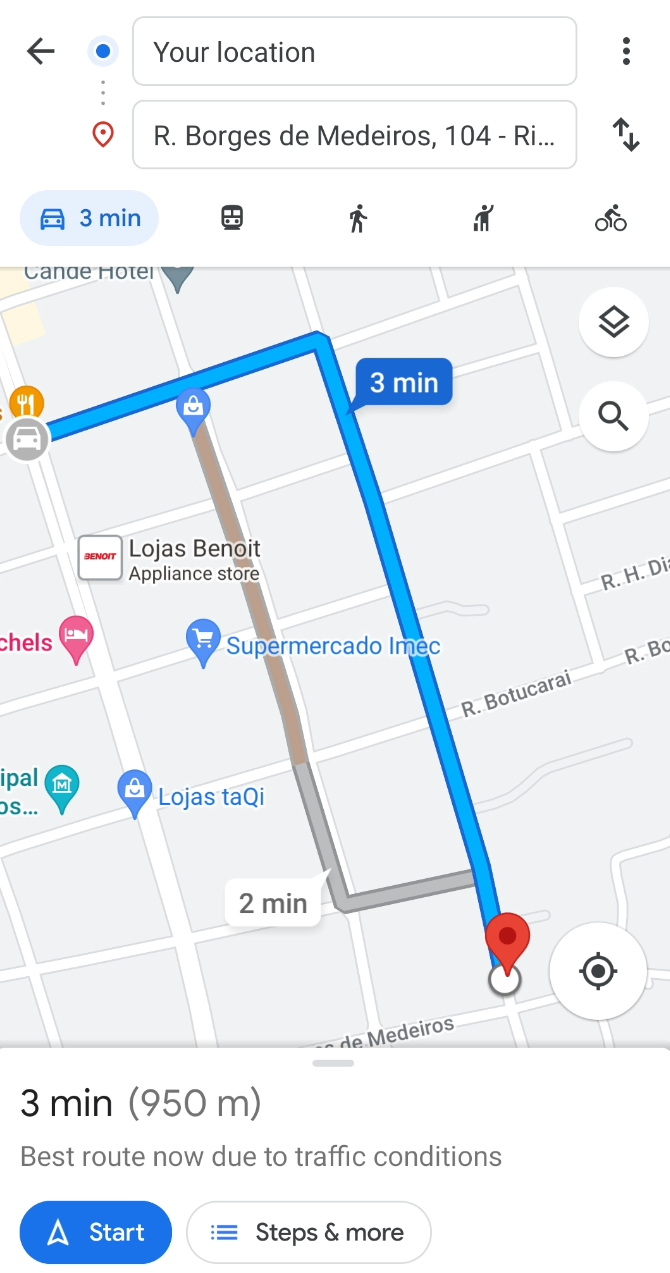 Your location
R. Borges de Medeiros, 104 - Ri...
3 min
Cande Hotel
3 min
BENOIT
Lojas Benoit
Appliance store
R. H. Di
chels
Supermercado Imec
R. Bo
R. Botucarai
ipal
os...
Lojas taQi
2 min
de Medeiros
3 min (950 m)
Best route now due to traffic conditions
Start
Steps & more